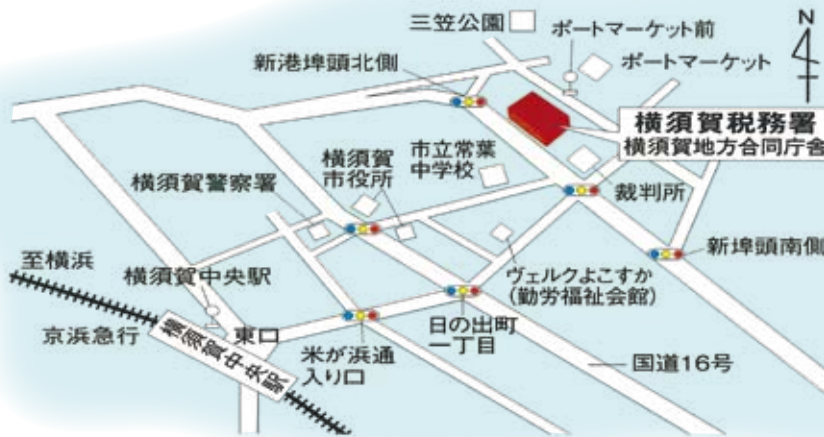 三笠公園
N
ポートマーケット前
新港埠頭北側
ポートマーケット
横須賀税務署
横須賀地方合同庁舎
横須賀
市役所
市立常葉
中学校
横須賀警察署
裁判所
新埠頭南側
至横浜
横須賀中央駅
ヴェルクよこすか
(勤労福祉会館)
京浜急行
東口
横須賀中央駅
米が浜通
入り口
日の出町
一丁目
国道16号